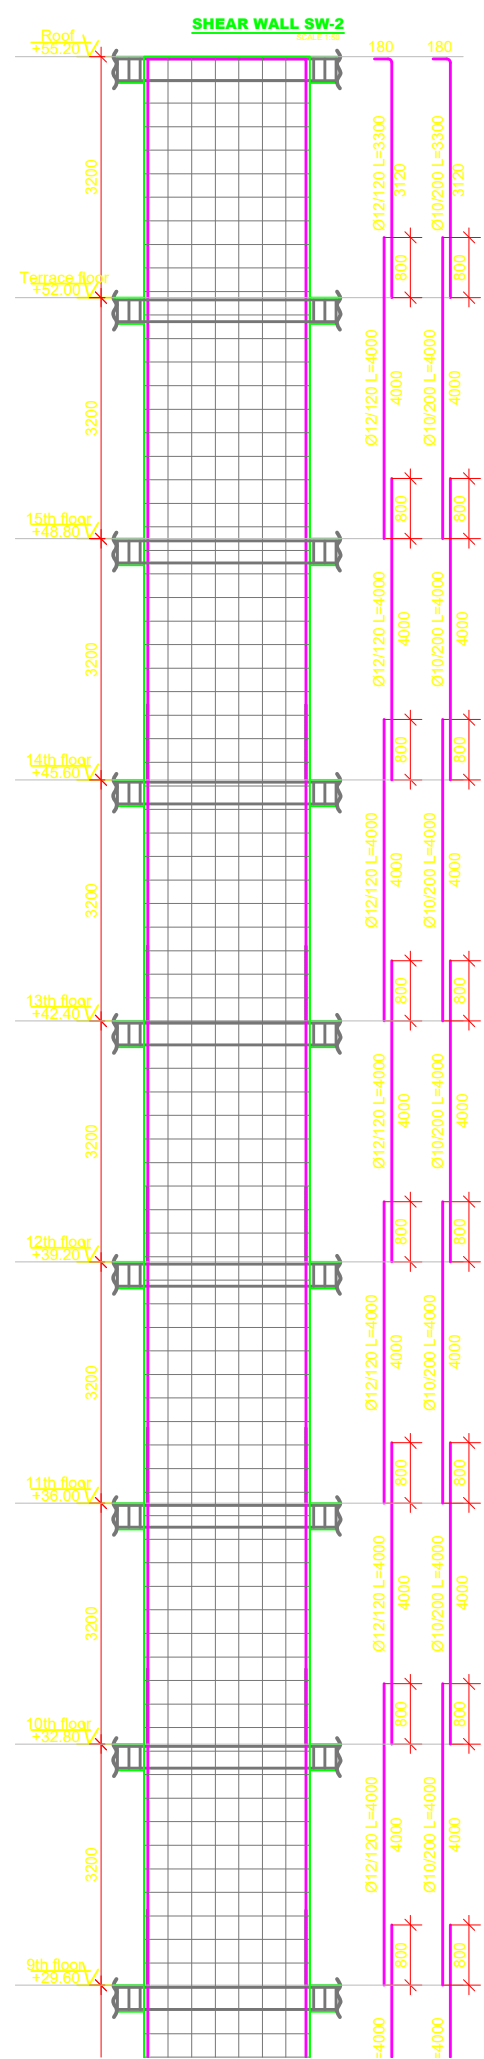 SHEAR WALL SW-2
SCALE 1:50
Roof
+55.20
180
180
3200
Ø12/120 L=3300
3120
Ø10/200 L=3300
3120
800
800
Terrace floor
+52.00
3200
Ø12/120 L=4000
4000
Ø10/200 L=4000
4000
800
800
15th floor
+48.80
3200
Ø12/120 L=4000
4000
Ø10/200 L=4000
4000
800
800
14th floor
+45.60
3200
Ø12/120 L=4000
4000
Ø10/200 L=4000
4000
800
800
13th floor
+42.40
3200
Ø12/120 L=4000
4000
Ø10/200 L=4000
4000
800
800
12th floor
+39.20
3200
Ø12/120 L=4000
4000
Ø10/200 L=4000
4000
800
800
11th floor
+36.00
3200
Ø12/120 L=4000
4000
Ø10/200 L=4000
4000
800
800
10th floor
+32.80
3200
Ø12/120 L=4000
4000
Ø10/200 L=4000
4000
800
800
9th floor
+29.60
=4000
=4000